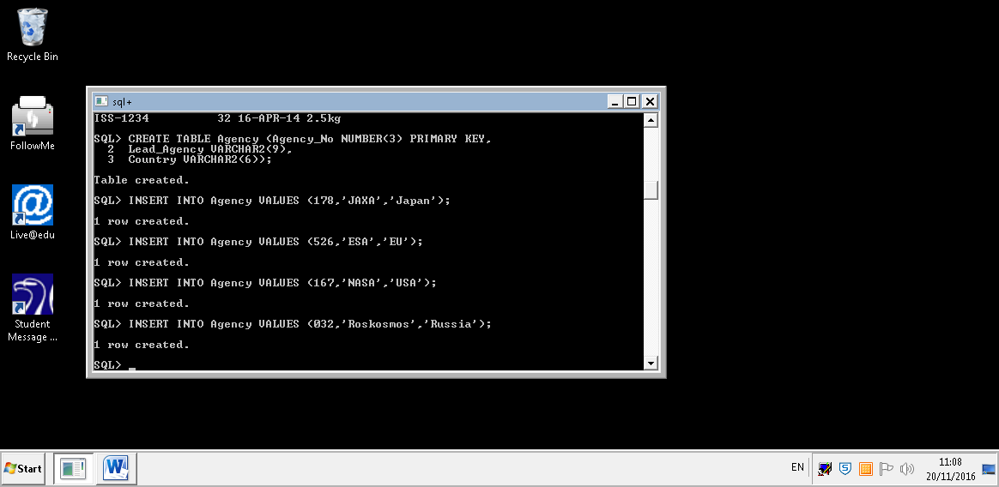 Recycle Bin
FollowMe
Live@edu
Student
Message ...
sql+
ISS-1234 32 16-APR-14 2.5kg
SQL> CREATE TABLE Agency (Agency_No NUMBER(3) PRIMARY KEY,
2 Lead_Agency VARCHAR2(9),
3 Country VARCHAR2(6));
Table created.
SQL> INSERT INTO Agency VALUES (178,'JAXA','Japan');
1 row created.
SQL> INSERT INTO Agency VALUES (526,'ESA','EU');
1 row created.
SQL> INSERT INTO Agency VALUES (167,'NASA','USA');
1 row created.
SQL> INSERT INTO Agency VALUES (032,'Roskosmos','Russia');
1 row created.
SQL> _
Start
EN
11:08
20/11/2016